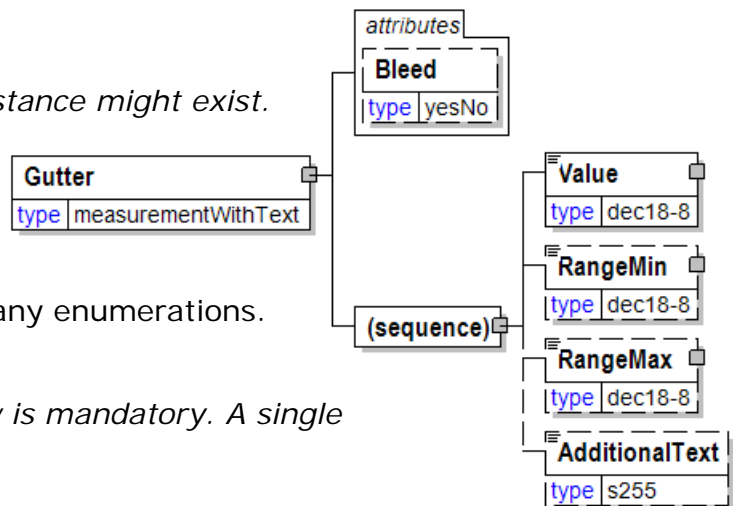 attributes
Bleed
type yesNo
stance might exist.
Gutter
type measurementWithText
Value
type dec18-8
RangeMin
type dec18-8
any enumerations.
(sequence)
RangeMax
type dec18-8
is mandatory. A single
AdditionalText
type s255